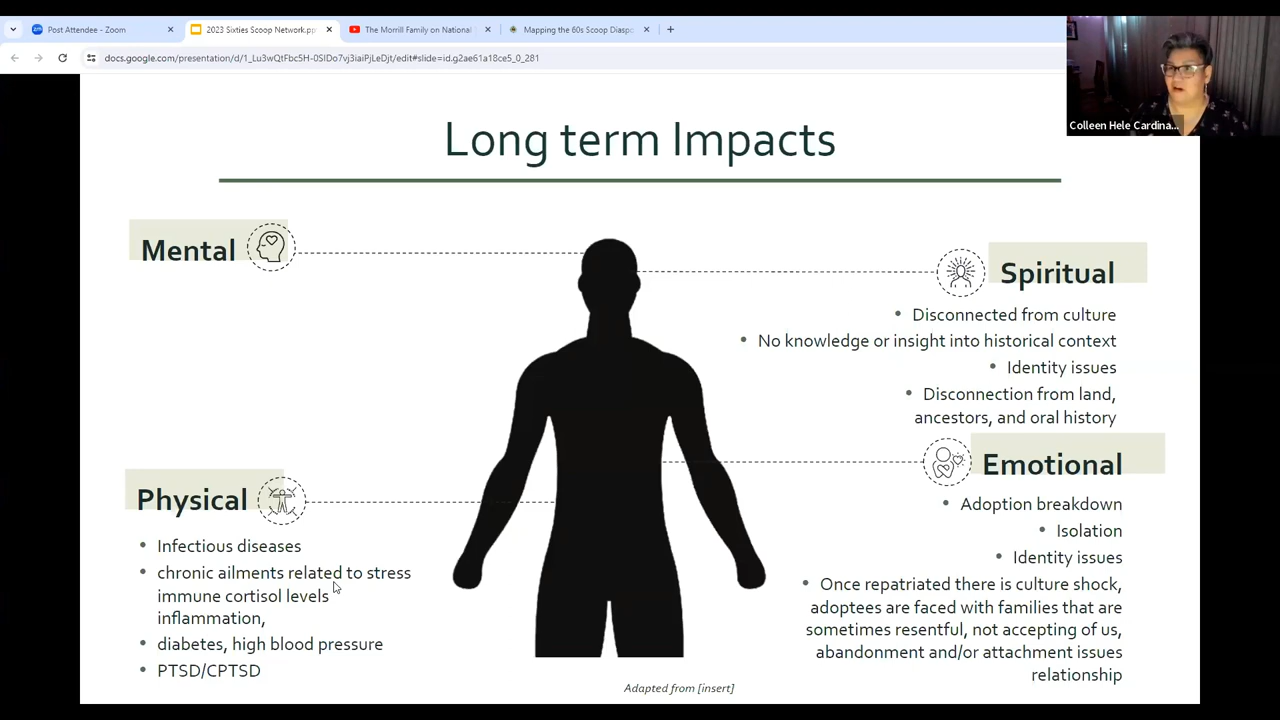 Post Attendee - Zoom
2023 Sixties Scoop Network.pp
The Morrill Family on National
Mapping the 60s Scoop Diaspo
docs.google.com/presentation/d/1_Lu3wQtFbc5H-0SIDo7vj3iaiPjLeDjt/edit#slide=id.g2ae61a18ce5_0_281
Colleen Hele Cardina...
Long term Impacts
Mental
Spiritual
• Disconnected from culture
• No knowledge or insight into historical context
• Identity issues
• Disconnection from land,
ancestors, and oral history
Physical
• Infectious diseases
• chronic ailments related to stress
immune cortisol levels
inflammation,
• diabetes, high blood pressure
• PTSD/CPTSD
Emotional
• Adoption breakdown
• Isolation
• Identity issues
• Once repatriated there is culture shock,
adoptees are faced with families that are
sometimes resentful, not accepting of us,
abandonment and/or attachment issues
relationship
Adapted from [insert]